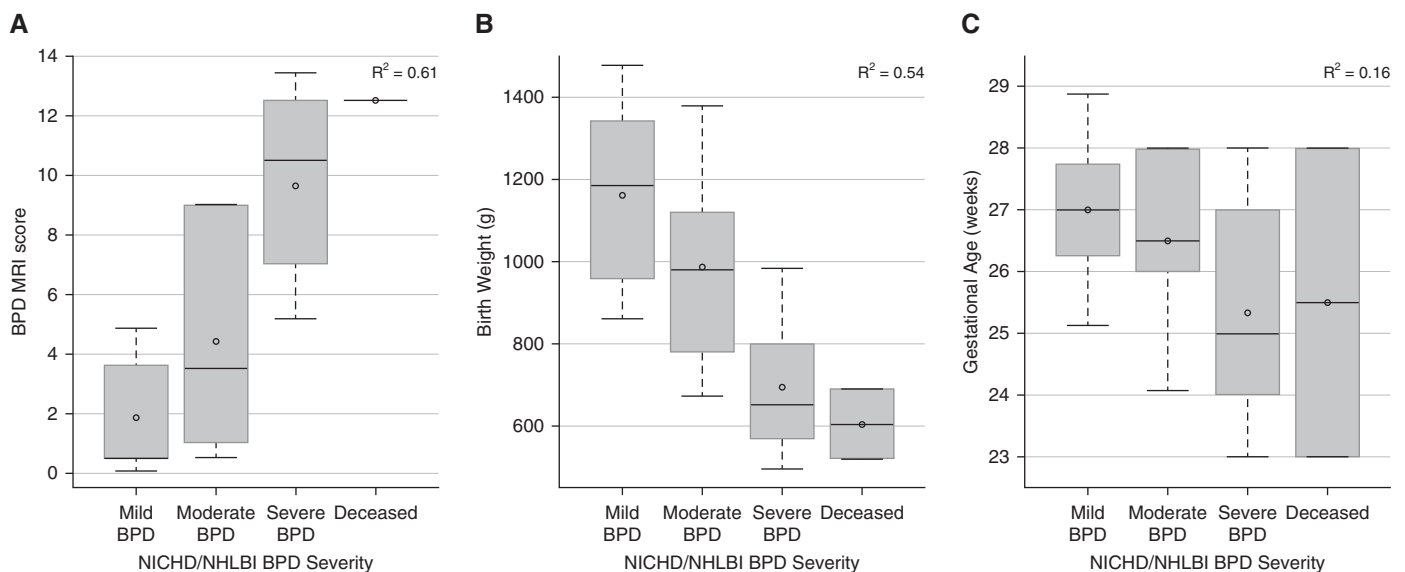 A
R² = 0.61
BPD MRI score
14
12
10
8
6
4
2
0
Mild BPD
Moderate BPD
Severe BPD
Deceased
NICHD/NHLBI BPD Severity
B
R² = 0.54
Birth Weight (g)
1400
1200
1000
800
600
Mild BPD
Moderate BPD
Severe BPD
Deceased
NICHD/NHLBI BPD Severity
C
R² = 0.16
Gestational Age (weeks)
29
28
27
26
25
24
23
Mild BPD
Moderate BPD
Severe BPD
Deceased
NICHD/NHLBI BPD Severity